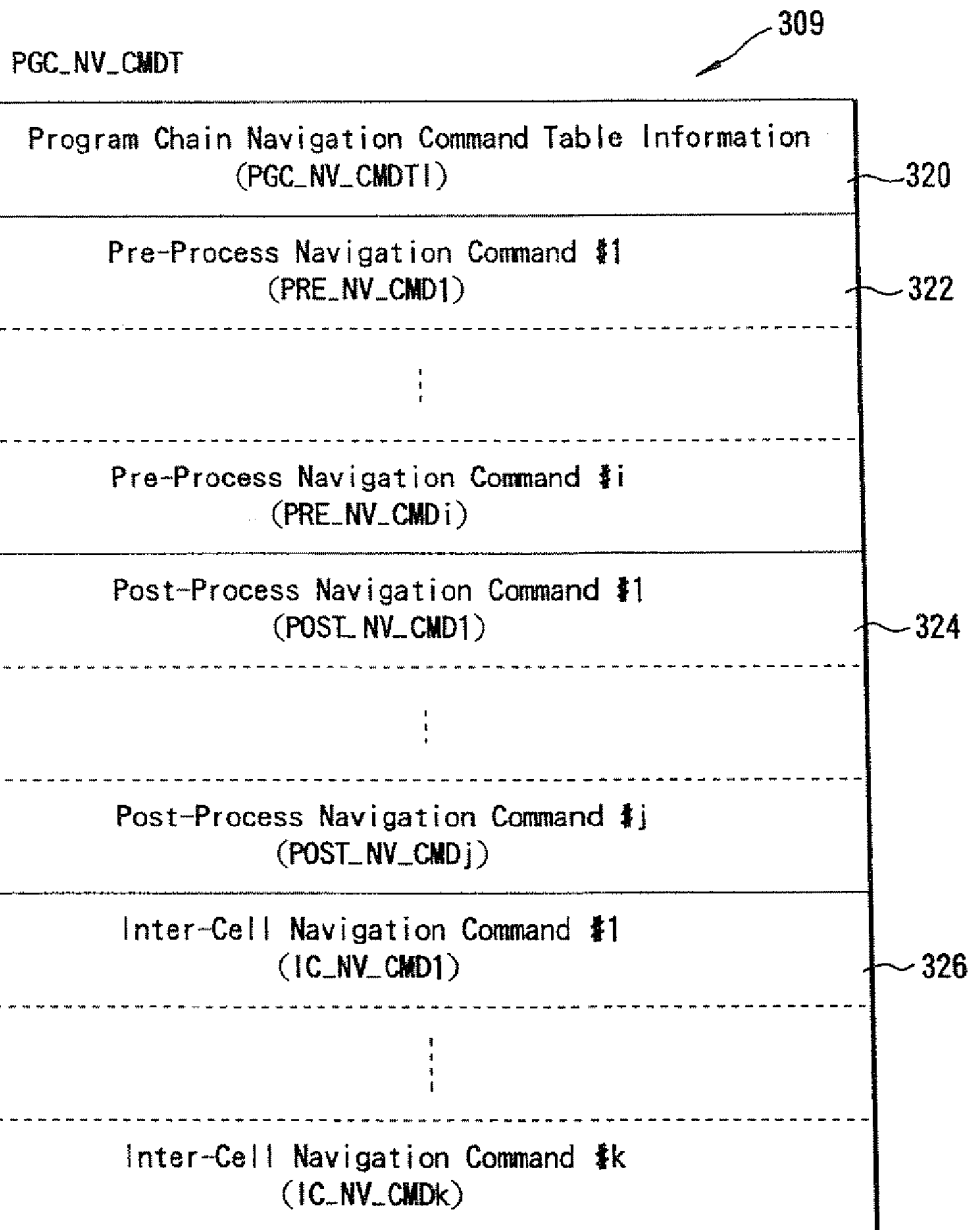 309
PGC_NV_CMDT
Program Chain Navigation Command Table Information
(PGC_NV_CMDTI)
320
Pre-Process Navigation Command #1
(PRE_NV_CMD1)
322
Pre-Process Navigation Command #i
(PRE_NV_CMDi)
Post-Process Navigation Command #1
(POST_NV_CMD1)
324
Post-Process Navigation Command #j
(POST_NV_CMDj)
Inter-Cell Navigation Command #1
(IC_NV_CMD1)
326
Inter-Cell Navigation Command #k
(IC_NV_CMDk)